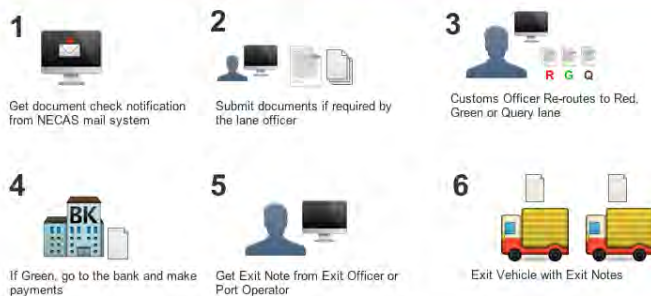 1
Get document check notification
from NECAS mail system
2
Submit documents if required by
the lane officer
3
R G Q
Customs Officer Re-routes to Red,
Green or Query lane
4
BK
If Green, go to the bank and make
payments
5
Get Exit Note from Exit Officer or
Port Operator
6
Exit Vehicle with Exit Notes